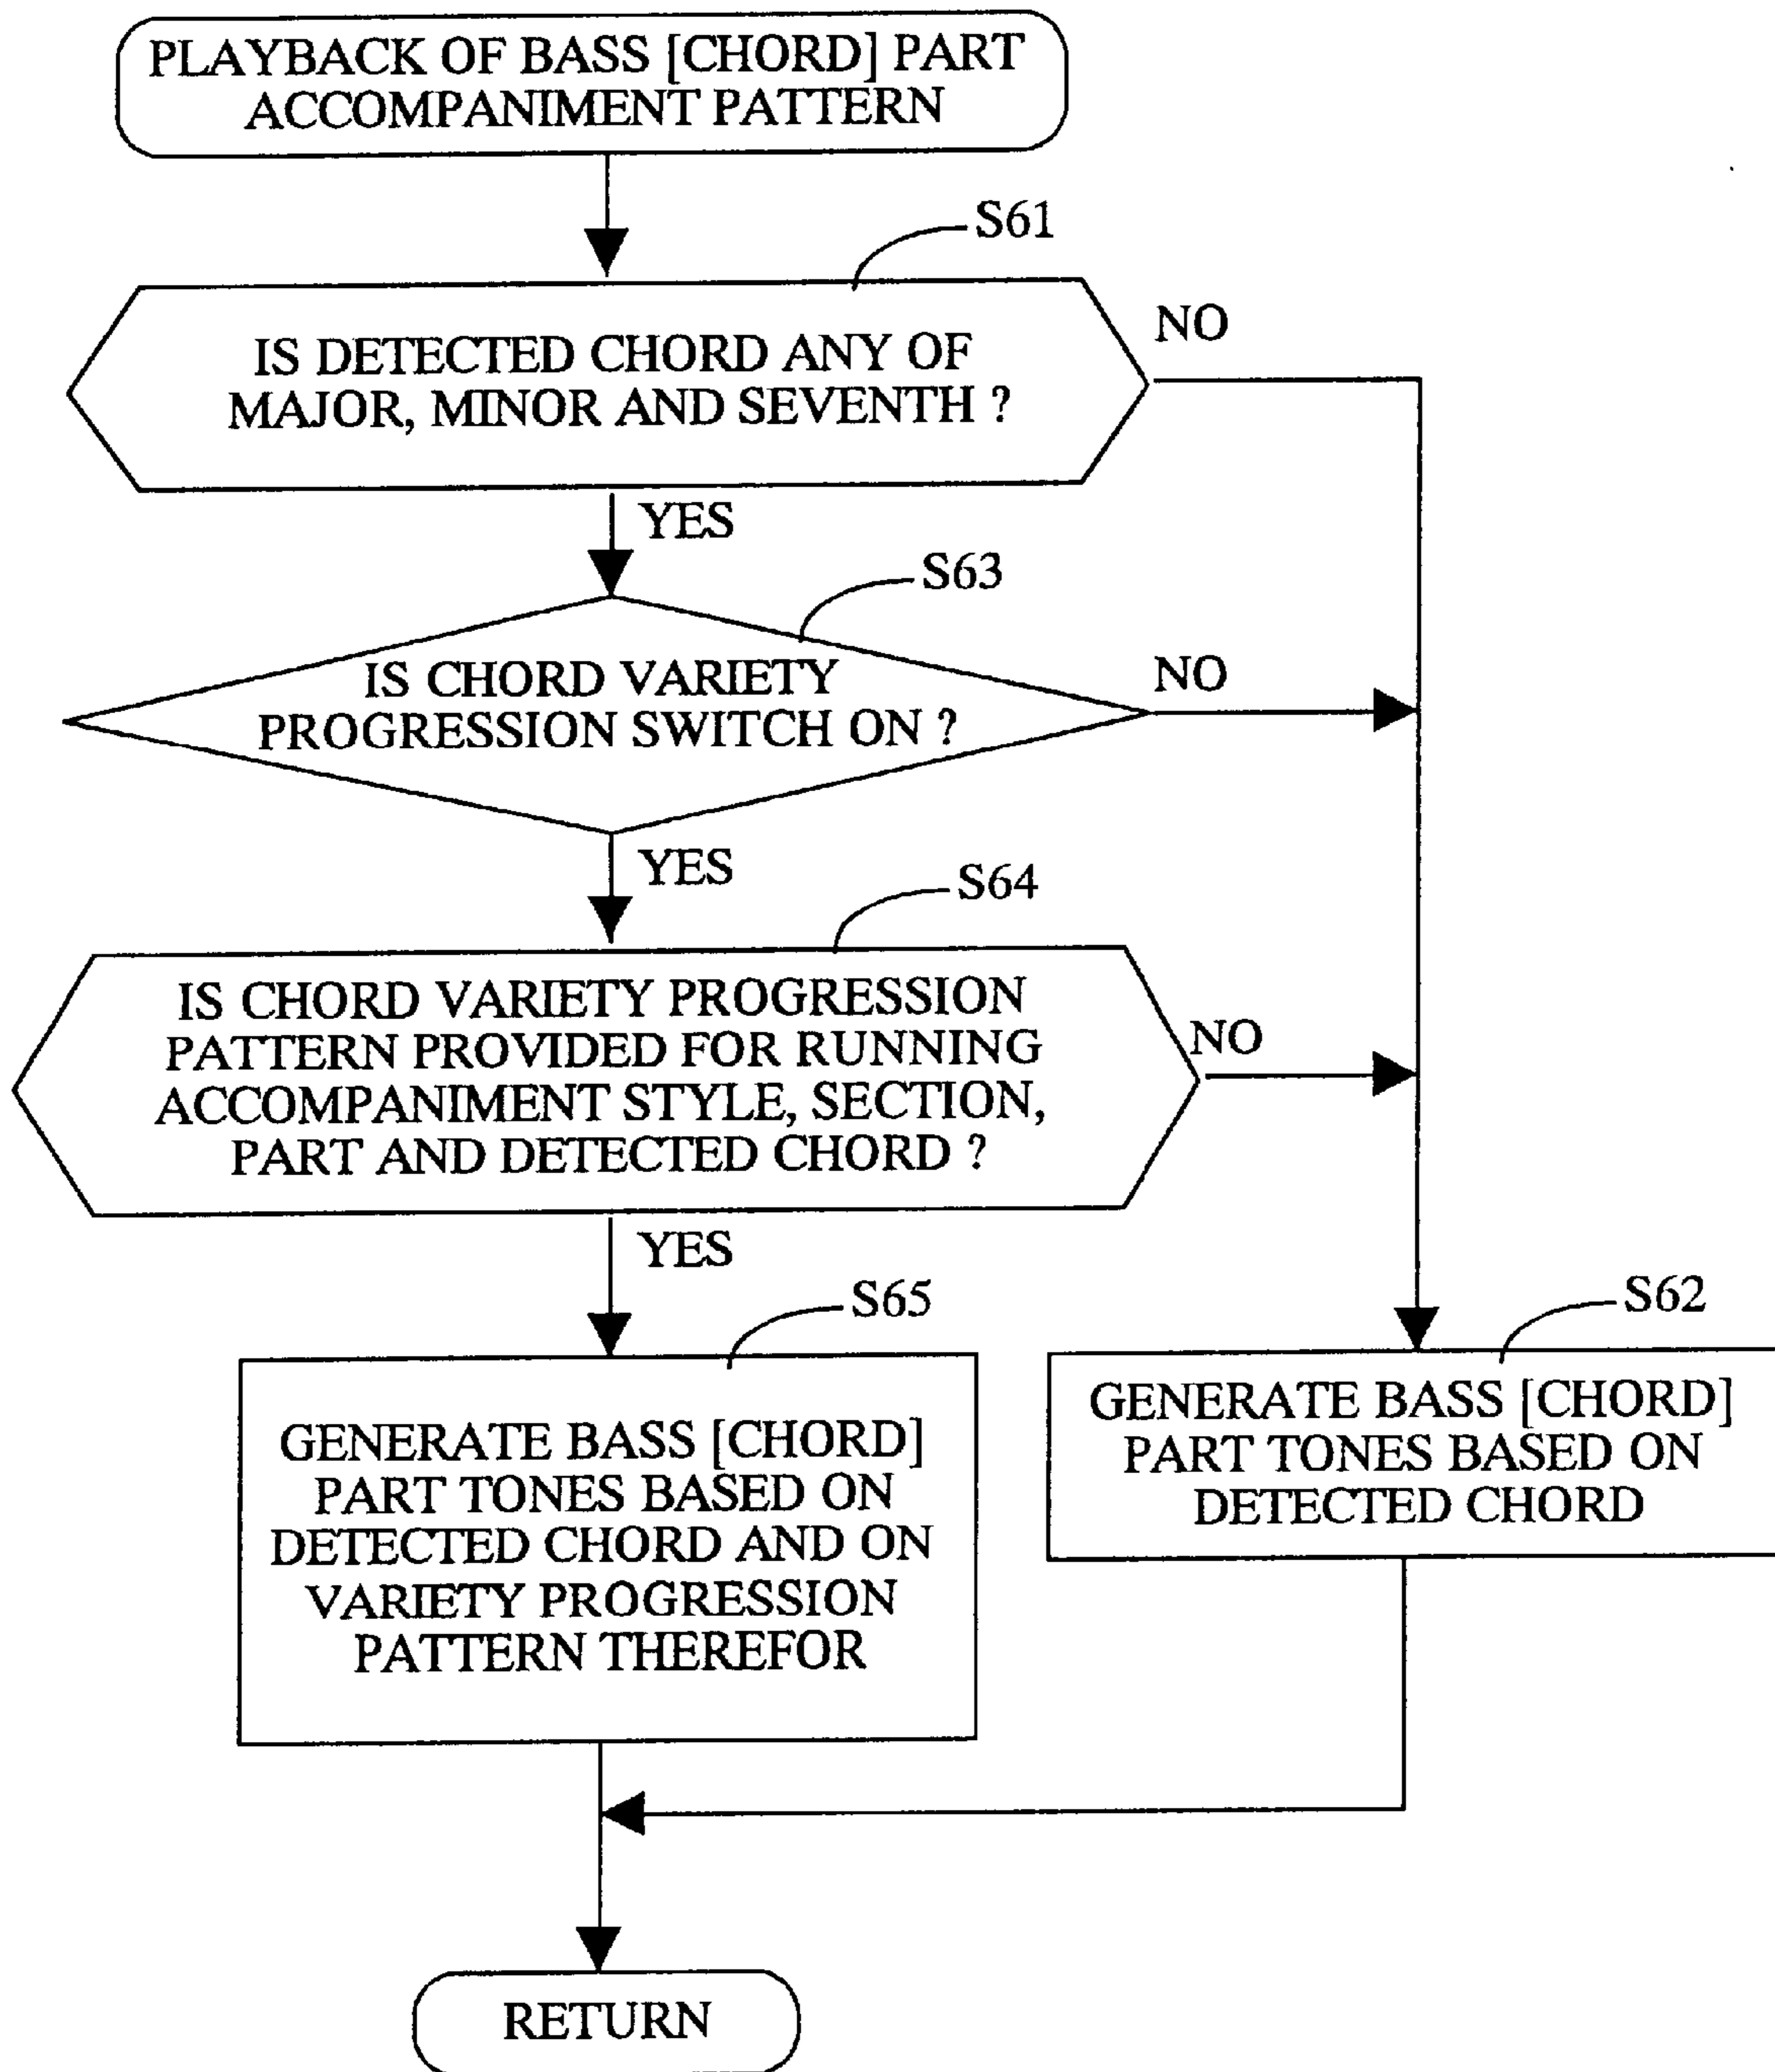 PLAYBACK OF BASS [CHORD] PART
ACCOMPANIMENT PATTERN
S61
IS DETECTED CHORD ANY OF
MAJOR, MINOR AND SEVENTH ?
NO
YES
S63
IS CHORD VARIETY
PROGRESSION SWITCH ON ?
NO
YES
S64
IS CHORD VARIETY PROGRESSION
PATTERN PROVIDED FOR RUNNING
ACCOMPANIMENT STYLE, SECTION,
PART AND DETECTED CHORD ?
NO
YES
S65
GENERATE BASS [CHORD]
PART TONES BASED ON
DETECTED CHORD AND ON
VARIETY PROGRESSION
PATTERN THEREFOR
S62
GENERATE BASS [CHORD]
PART TONES BASED ON
DETECTED CHORD
RETURN